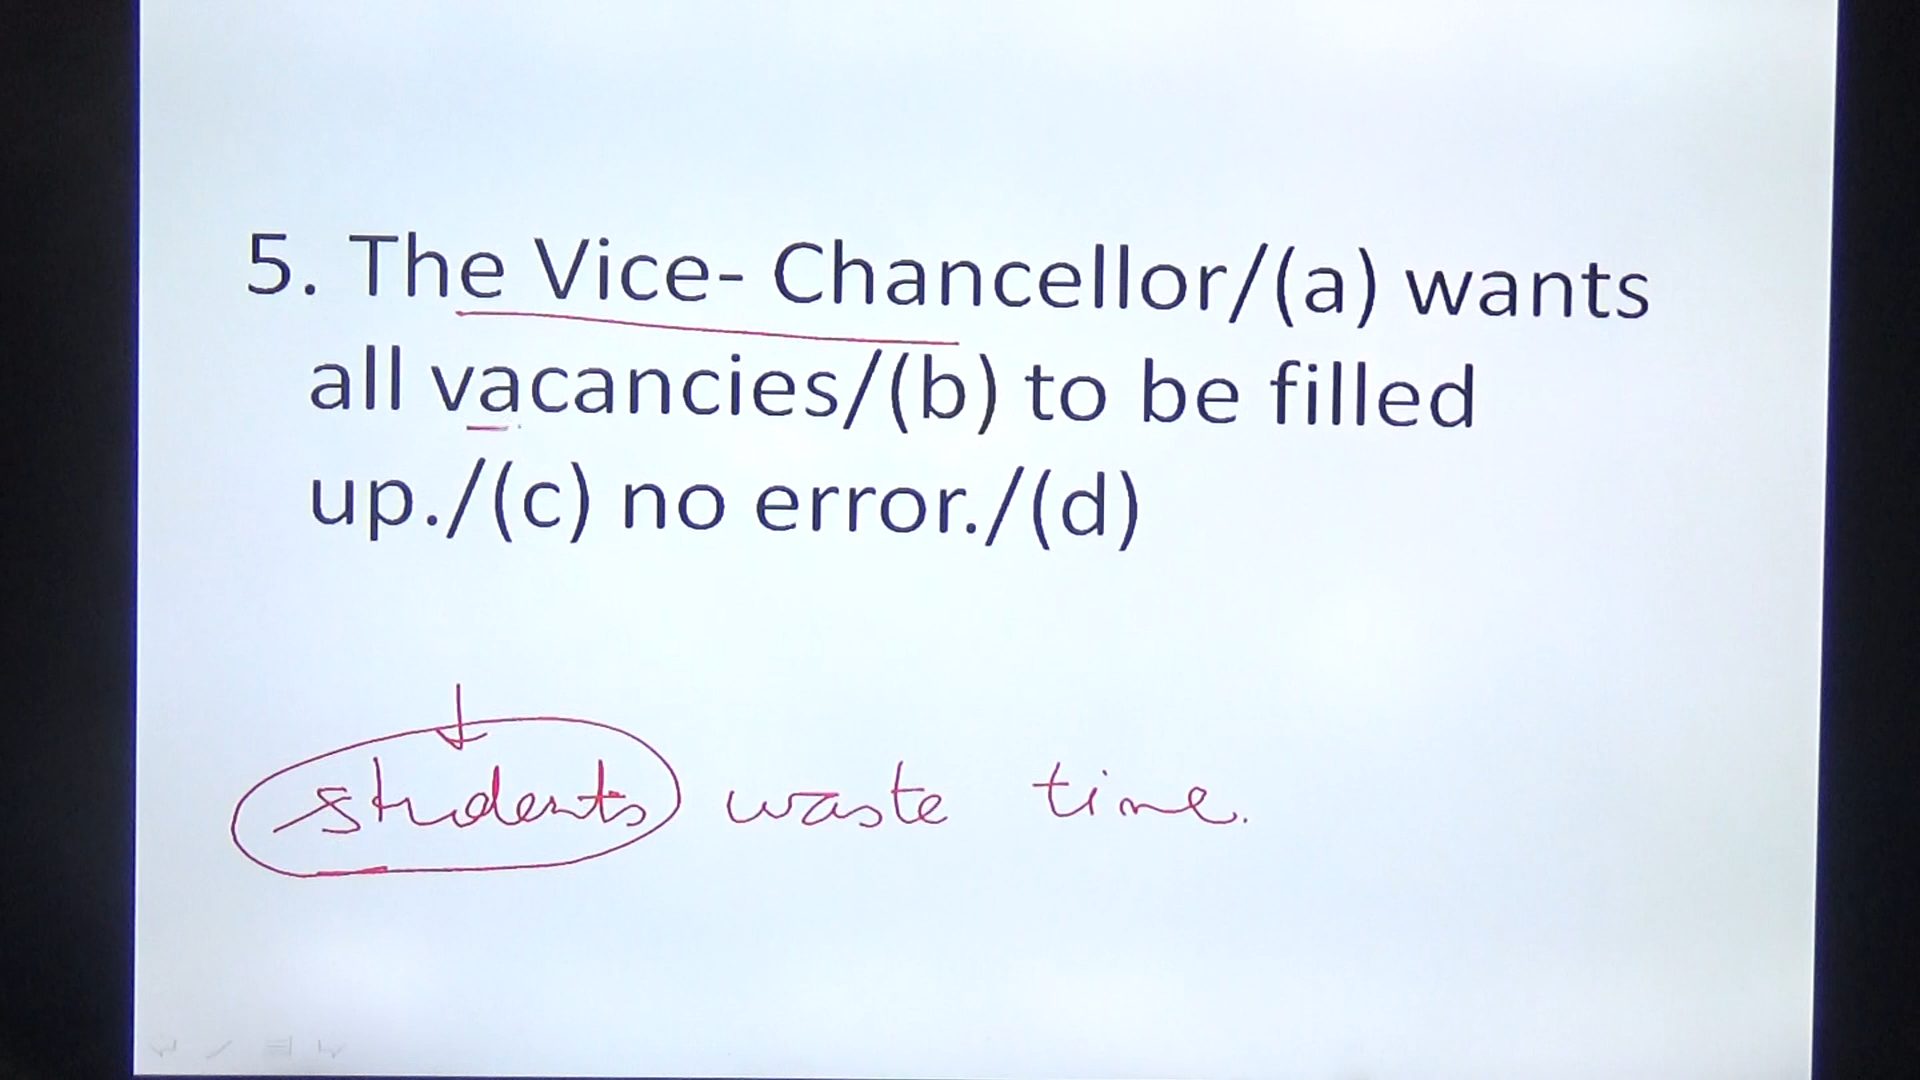 5. The Vice- Chancellor/(a) wants
all vacancies/(b) to be filled
up./(c) no error./(d)
students waste time.